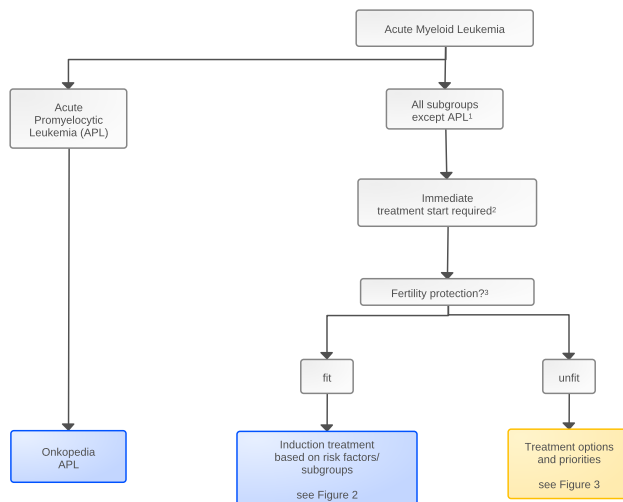 Acute Myeloid Leukemia
Acute
Promyelocytic
Leukemia (APL)
All subgroups
except APL¹
Immediate
treatment start required²
Fertility protection?³
fit
unfit
Onkopedia
APL
Induction treatment
based on risk factors/
subgroups
see Figure 2
Treatment options
and priorities
see Figure 3